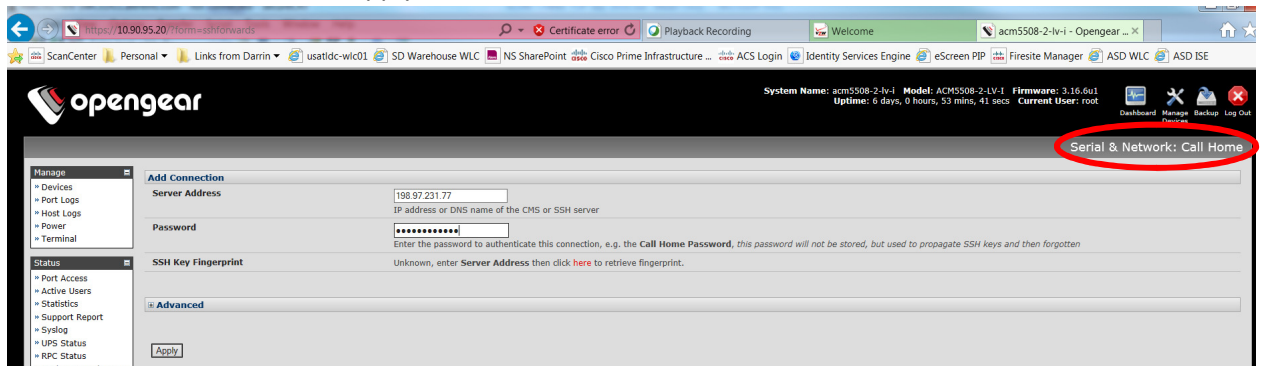 https://10.90.95.20/?form=sshforwards
Certificate error
Playback Recording
Welcome
acm5508-2-lv-i - Opengear ...
ScanCenter Personal Links from Darrin usatldc-wlc01 SD Warehouse WLC NS SharePoint Cisco Prime Infrastructure ... ACS Login Identity Services Engine eScreen PIP Firesite Manager ASD WLC ASD ISE
opengear
System Name: acm5508-2-lv-i Model: ACM5508-2-LV-I Firmware: 3.16.6u1
Uptime: 6 days, 0 hours, 53 mins, 41 secs Current User: root
Dashboard Manage Devices Backup Log Out
Serial & Network: Call Home
Manage
» Devices
» Port Logs
» Host Logs
» Power
» Terminal
Status
» Port Access
» Active Users
» Statistics
» Support Report
» Syslog
» UPS Status
» RPC Status
Add Connection
Server Address
198.97.231.77
IP address or DNS name of the CMS or SSH server
Password
••••••••••••
Enter the password to authenticate this connection, e.g. the Call Home Password, this password will not be stored, but used to propagate SSH keys and then forgotten
SSH Key Fingerprint
Unknown, enter Server Address then click here to retrieve fingerprint.
Advanced
Apply